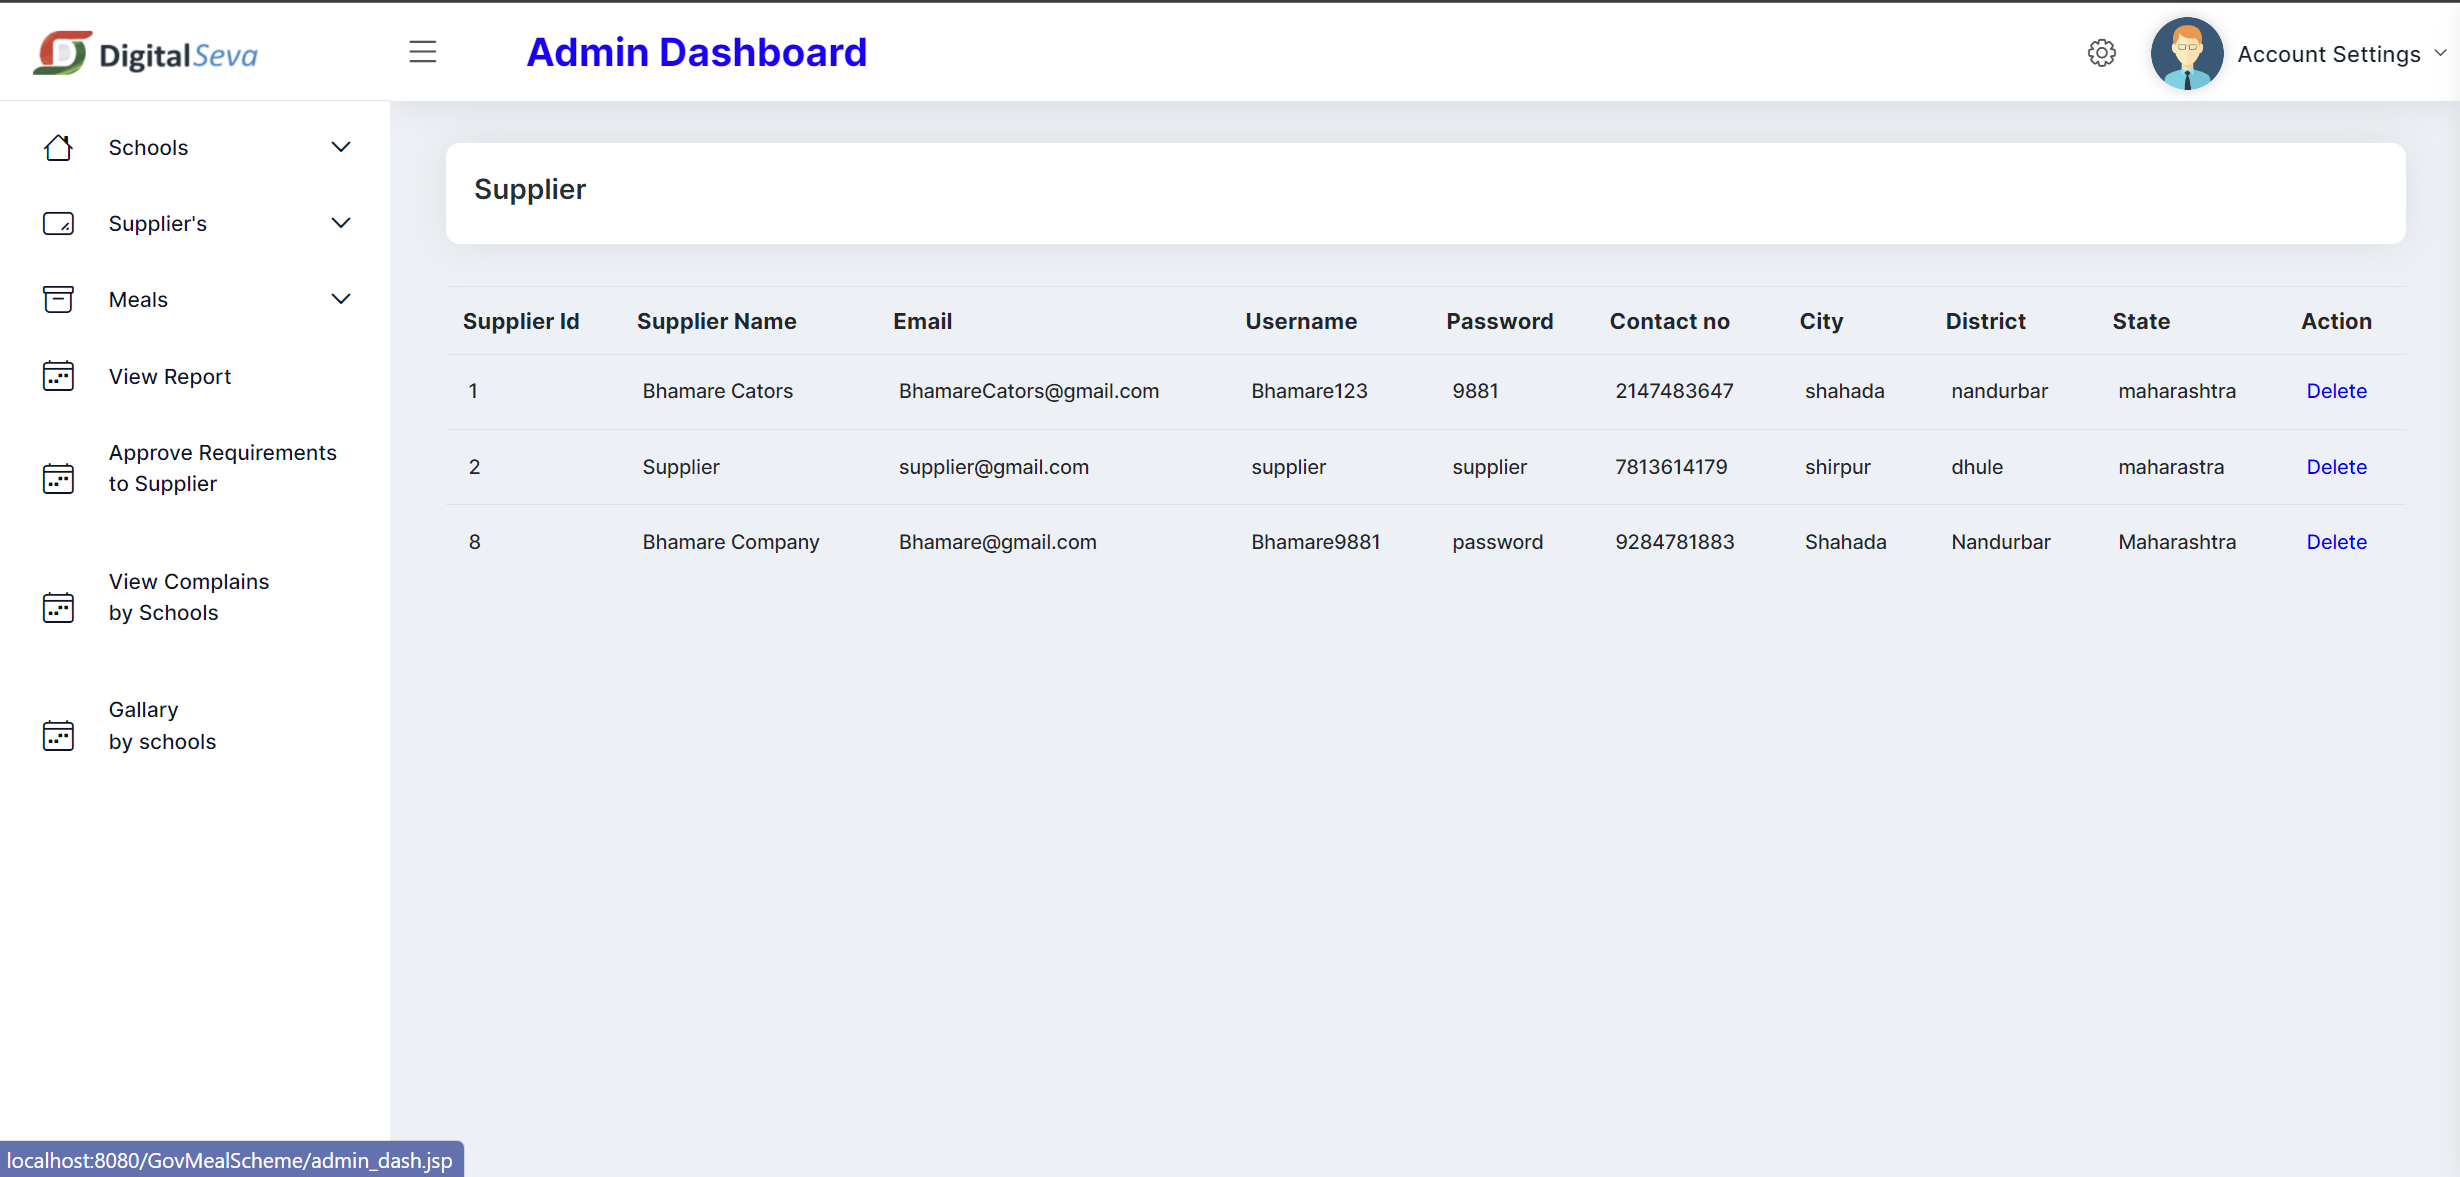 DigitalSeva
Admin Dashboard
Account Settings
Schools
Supplier's
Meals
View Report
Approve Requirements
to Supplier
View Complains
by Schools
Gallary
by schools
Supplier
Supplier Id Supplier Name Email Username Password Contact no City District State Action
1 Bhamare Cators BhamareCators@gmail.com Bhamare123 9881 2147483647 shahada nandurbar maharashtra Delete
2 Supplier supplier@gmail.com supplier supplier 7813614179 shirpur dhule maharastra Delete
8 Bhamare Company Bhamare@gmail.com Bhamare9881 password 9284781883 Shahada Nandurbar Maharashtra Delete
localhost:8080/GovMealScheme/admin_dash.jsp